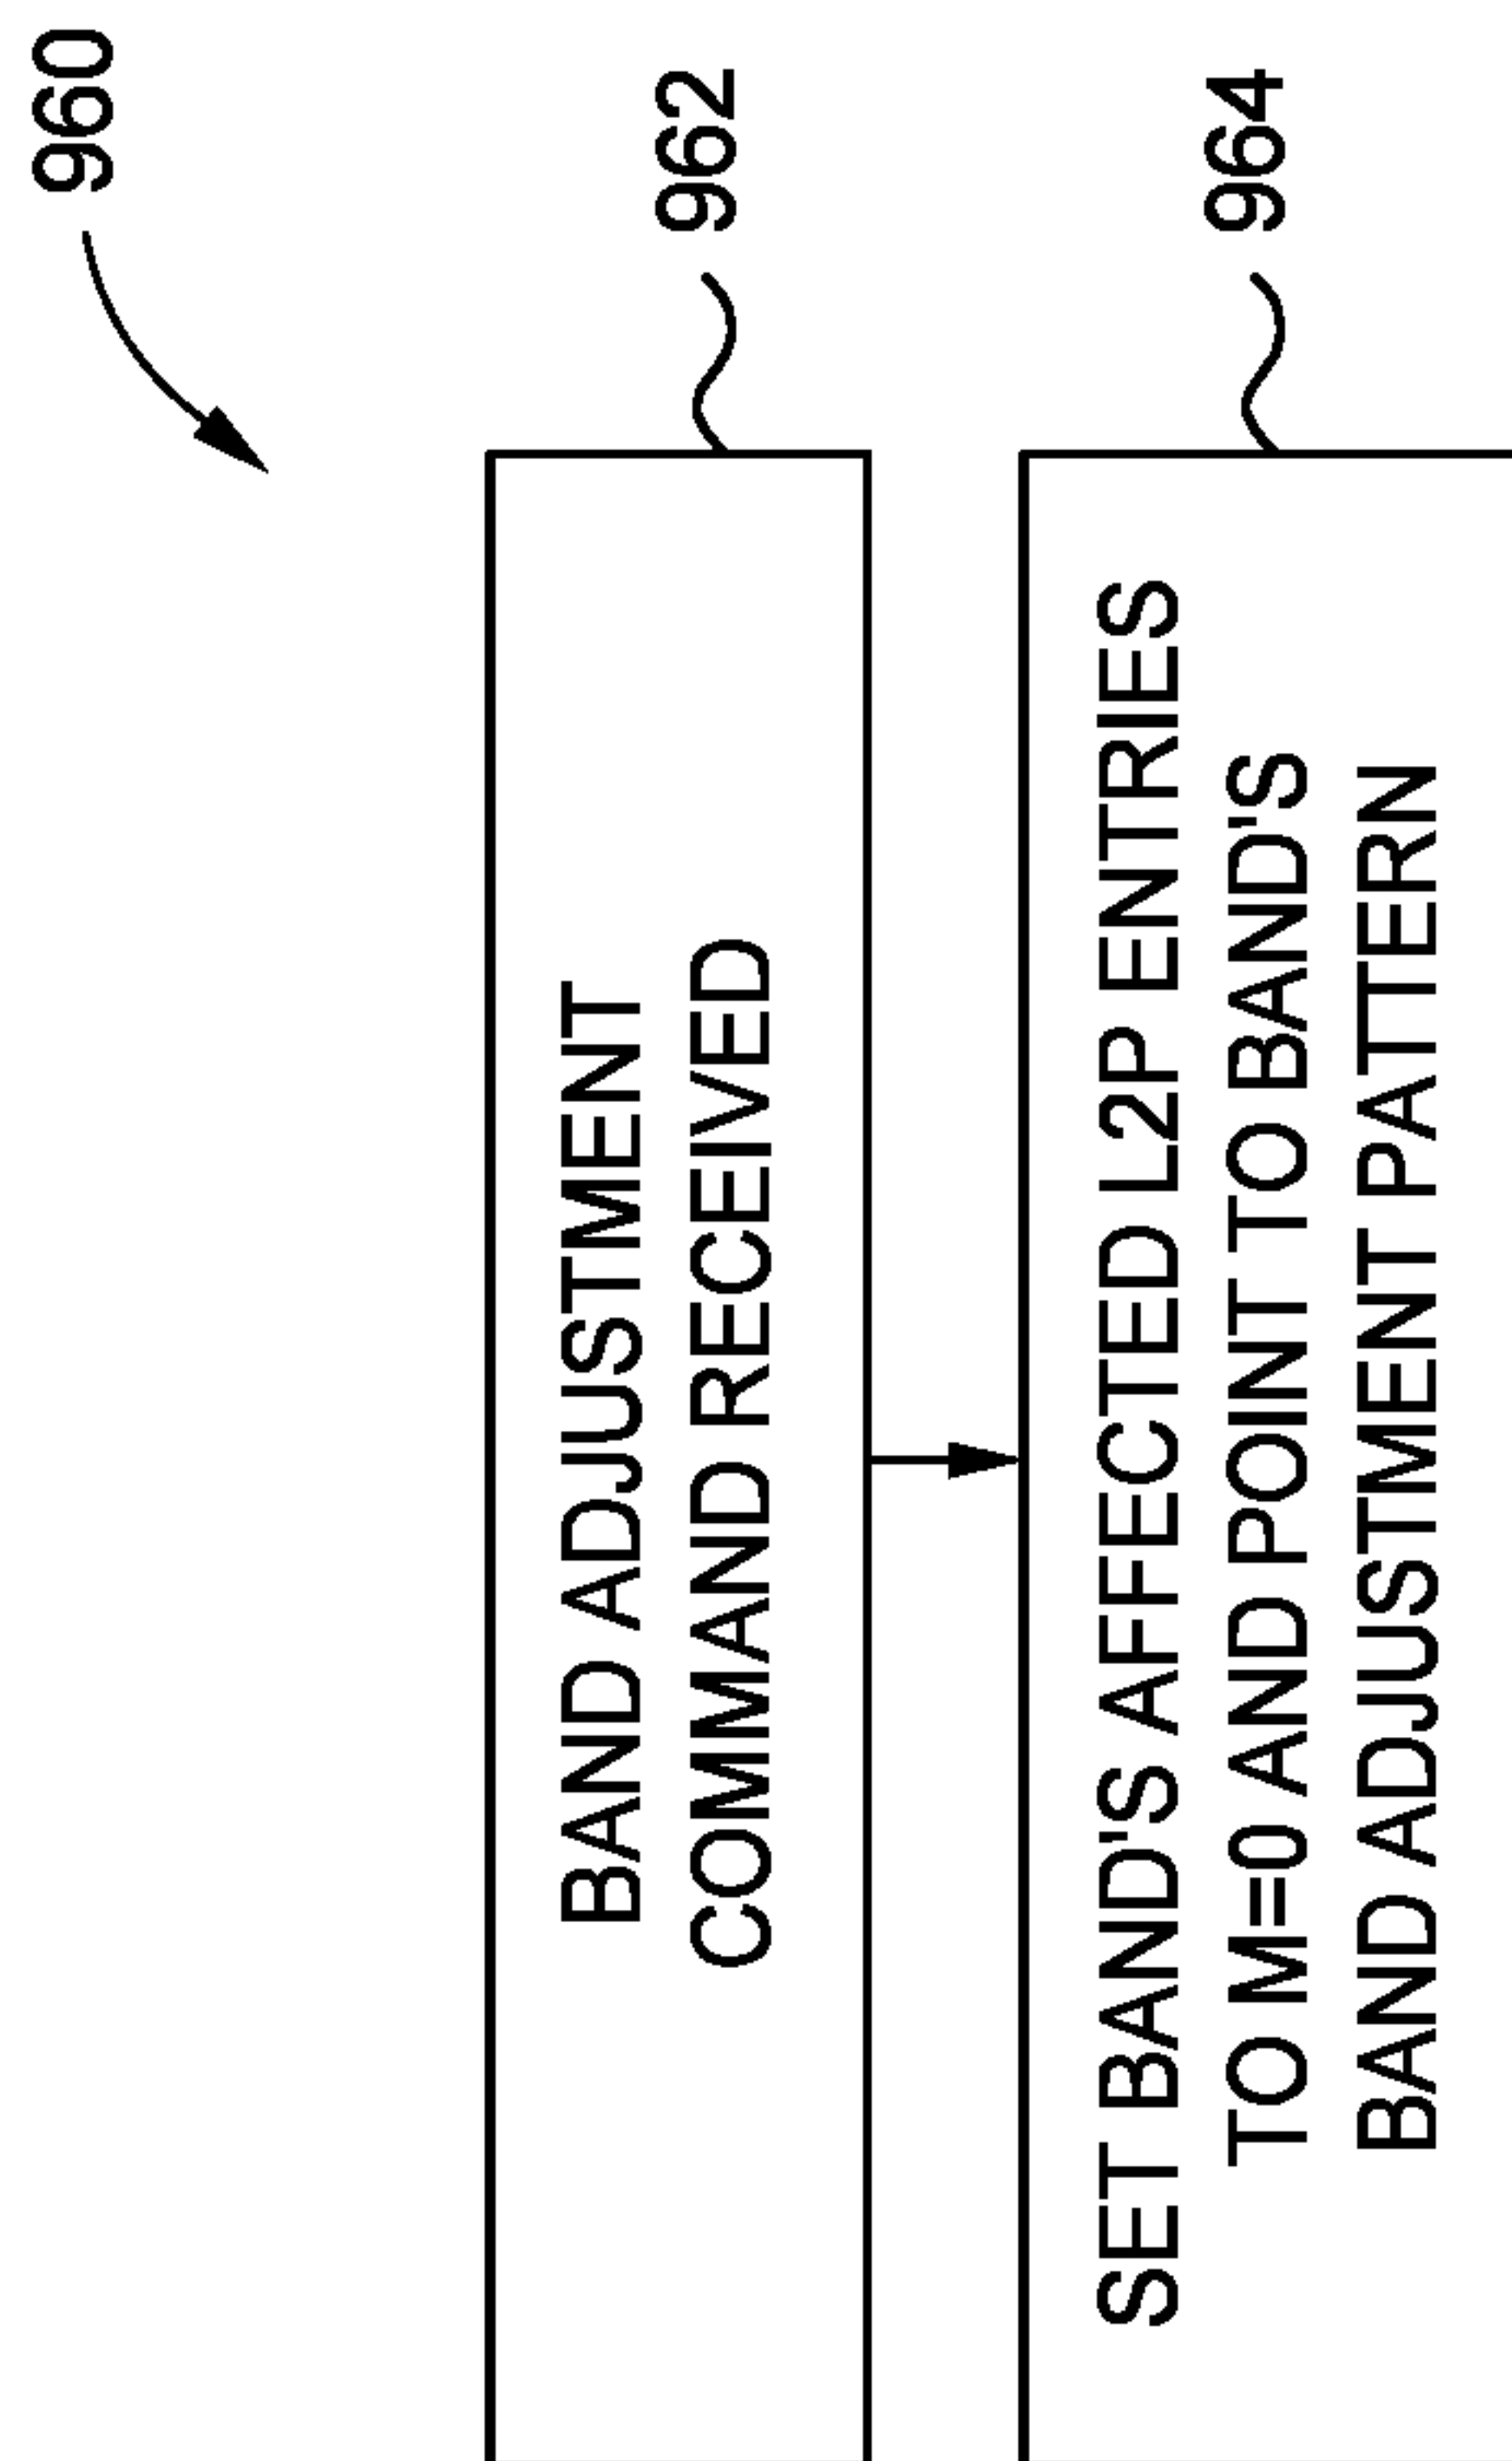 960
962
BAND ADJUSTMENT
COMMAND RECEIVED
964
SET BAND'S AFFECTED L2P ENTRIES
TO M=0 AND POINT TO BAND'S
BAND ADJUSTMENT PATTERN